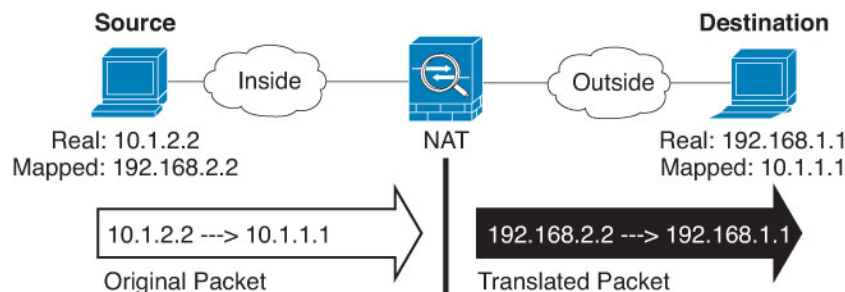 Source
Destination
Inside
Outside
Real: 10.1.2.2
Mapped: 192.168.2.2
NAT
Real: 192.168.1.1
Mapped: 10.1.1.1
10.1.2.2 ---> 10.1.1.1
192.168.2.2 ---> 192.168.1.1
Original Packet
Translated Packet